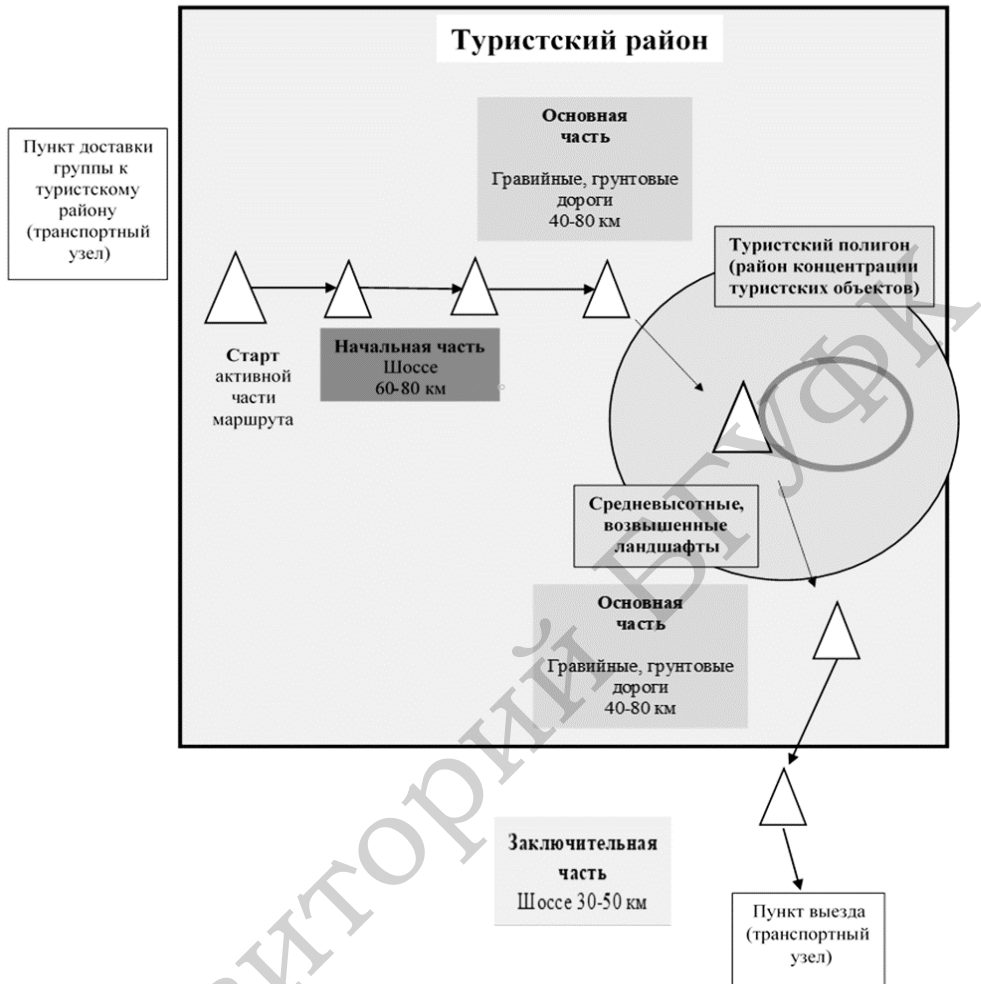 Туристский район
Пункт доставки
группы к
туристскому
району
(транспортный
узел)
Основная
часть
Гравийные, грунтовые
дороги
40-80 км
Туристский полигон
(район концентрации
туристских объектов)
Старт
активной
части
маршрута
Начальная часть
Шоссе
60-80 км
Средневысотные,
возвышенные
ландшафты
Основная
часть
Гравийные, грунтовые
дороги
40-80 км
Заключительная
часть
Шоссе 30-50 км
Пункт выезда
(транспортный
узел)
БГУФК